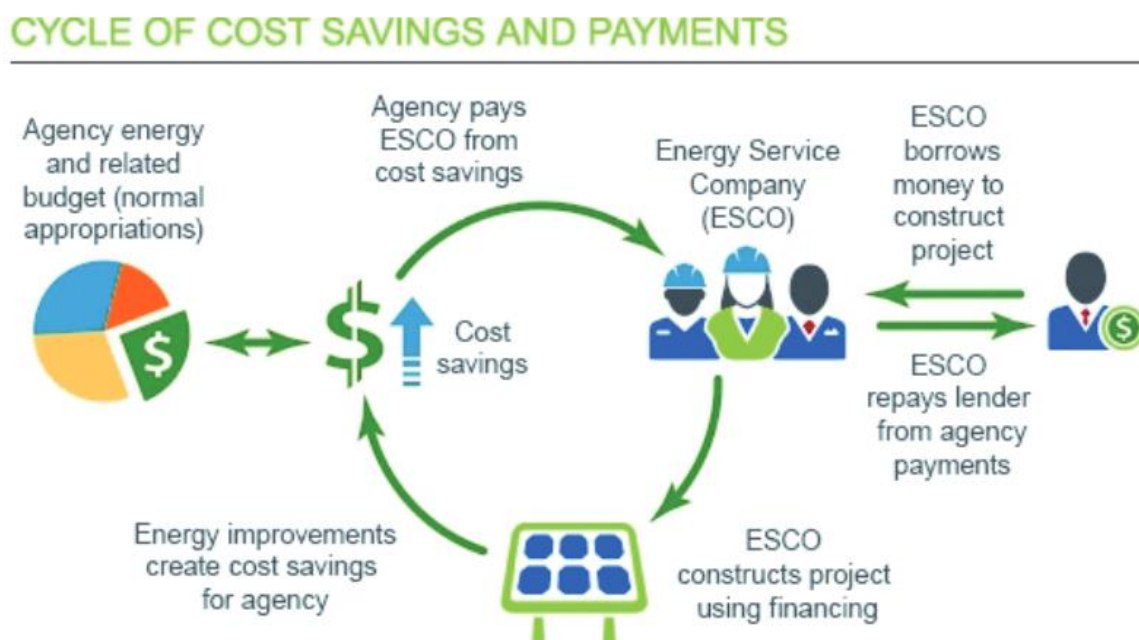 CYCLE OF COST SAVINGS AND PAYMENTS
Agency energy
and related
budget (normal
appropriations)
$
Agency pays
ESCO from
cost savings
$
Cost
savings
Energy Service
Company
(ESCO)
ESCO
borrows
money to
construct
project
$
ESCO
repays lender
from agency
payments
ESCO
constructs project
using financing
Energy improvements
create cost savings
for agency